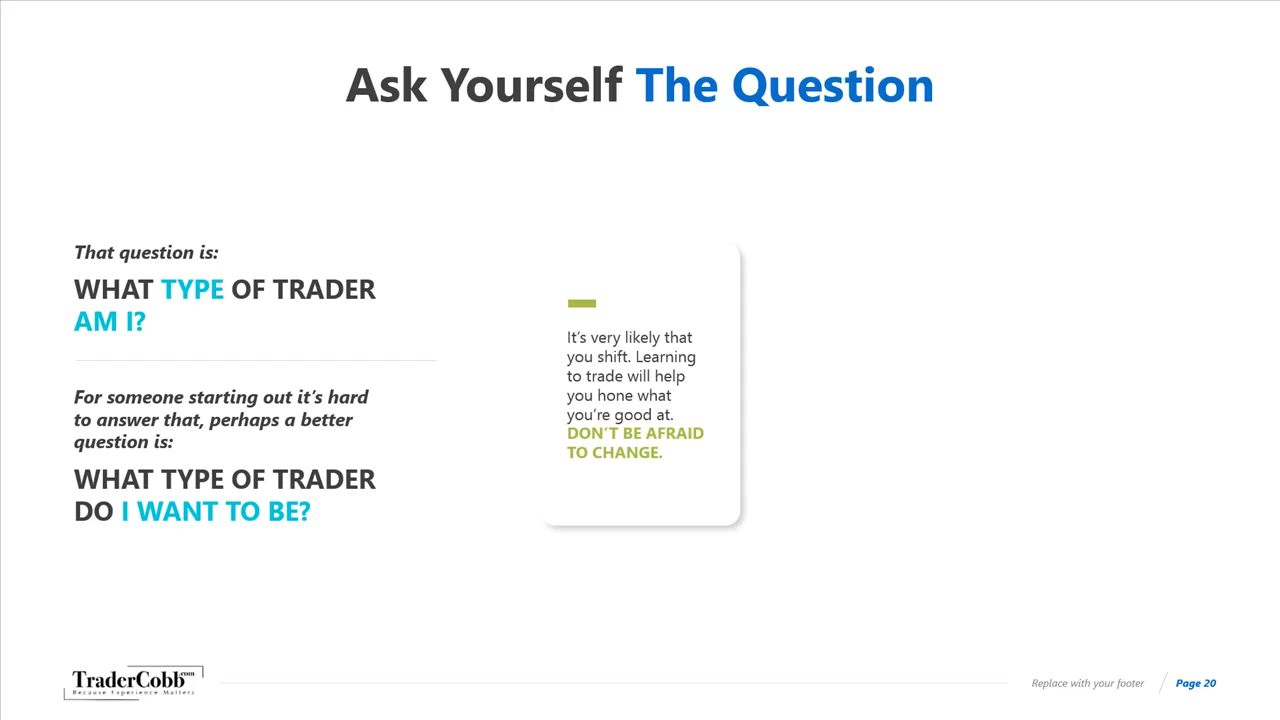 Ask Yourself The Question
That question is:
WHAT TYPE OF TRADER
AM I?
For someone starting out it's hard
to answer that, perhaps a better
question is:
WHAT TYPE OF TRADER
DO I WANT TO BE?
It's very likely that
you shift. Learning
to trade will help
you hone what
you're good at.
DON'T BE AFRAID
TO CHANGE.
TraderCobb.com
Because Experience Matters
Replace with your footer
Page 20